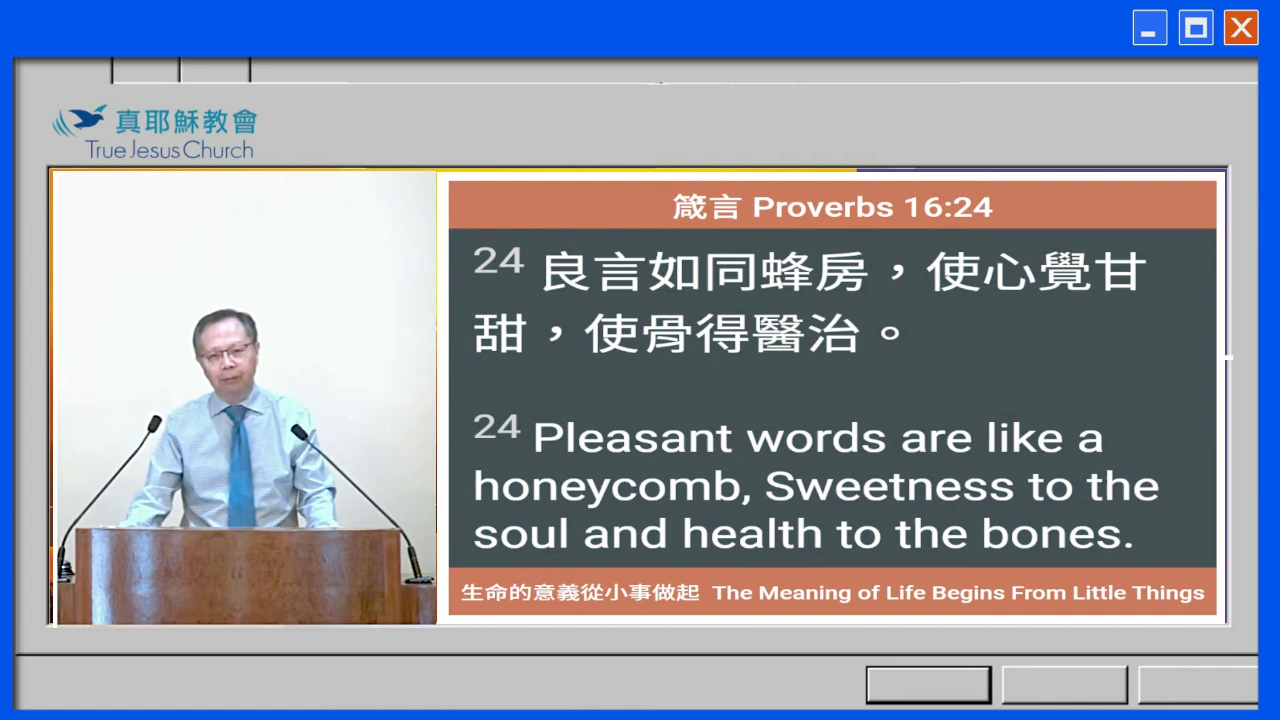 真耶穌教會
True Jesus Church
箴言 Proverbs 16:24
24 良言如同蜂房，使心覺甘
甜，使骨得醫治。
24 Pleasant words are like a
honeycomb, Sweetness to the
soul and health to the bones.
生命的意義從小事做起 The Meaning of Life Begins From Little Things